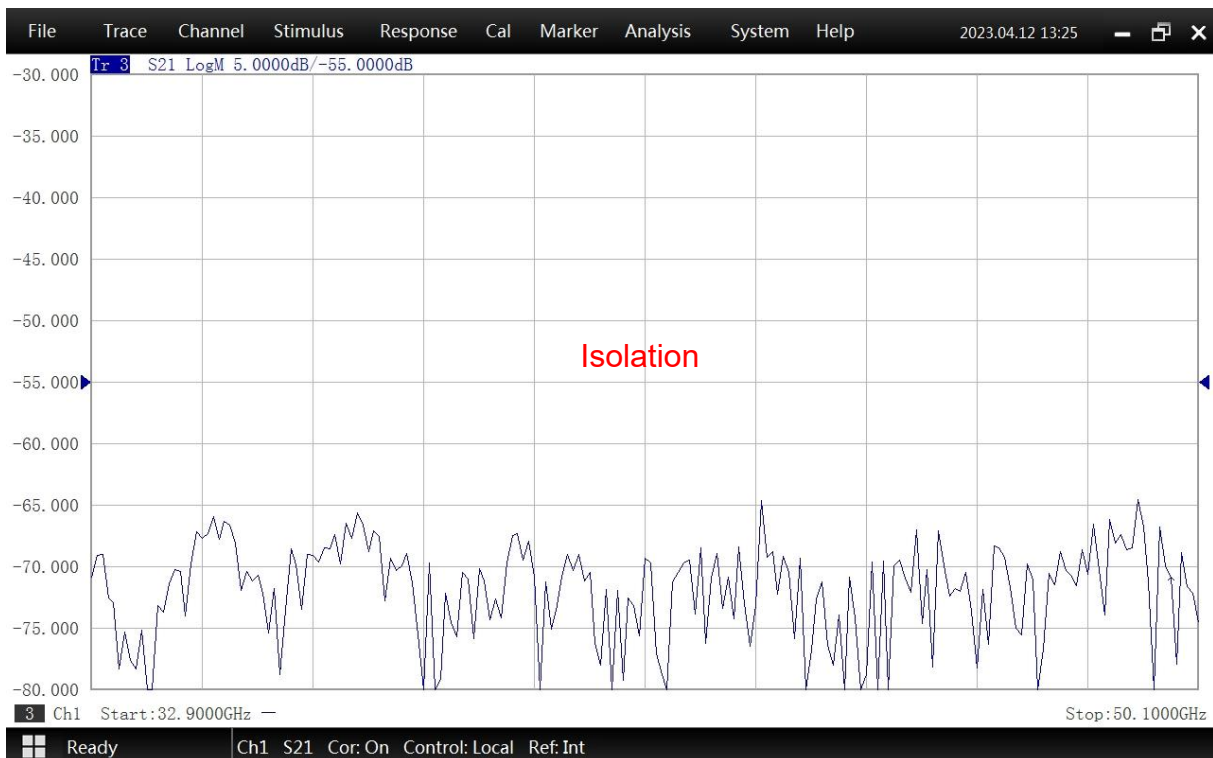 File Trace Channel Stimulus Response Cal Marker Analysis System Help 2023.04.12 13:25
Tr 3 S21 LogM 5.0000dB/-55.0000dB
-30.000
-35.000
-40.000
-45.000
-50.000
Isolation
-55.000
-60.000
-65.000
-70.000
-75.000
-80.000
3 Ch1 Start:32.9000GHz — Stop:50.1000GHz
Ready Ch1 S21 Cor: On Control: Local Ref: Int